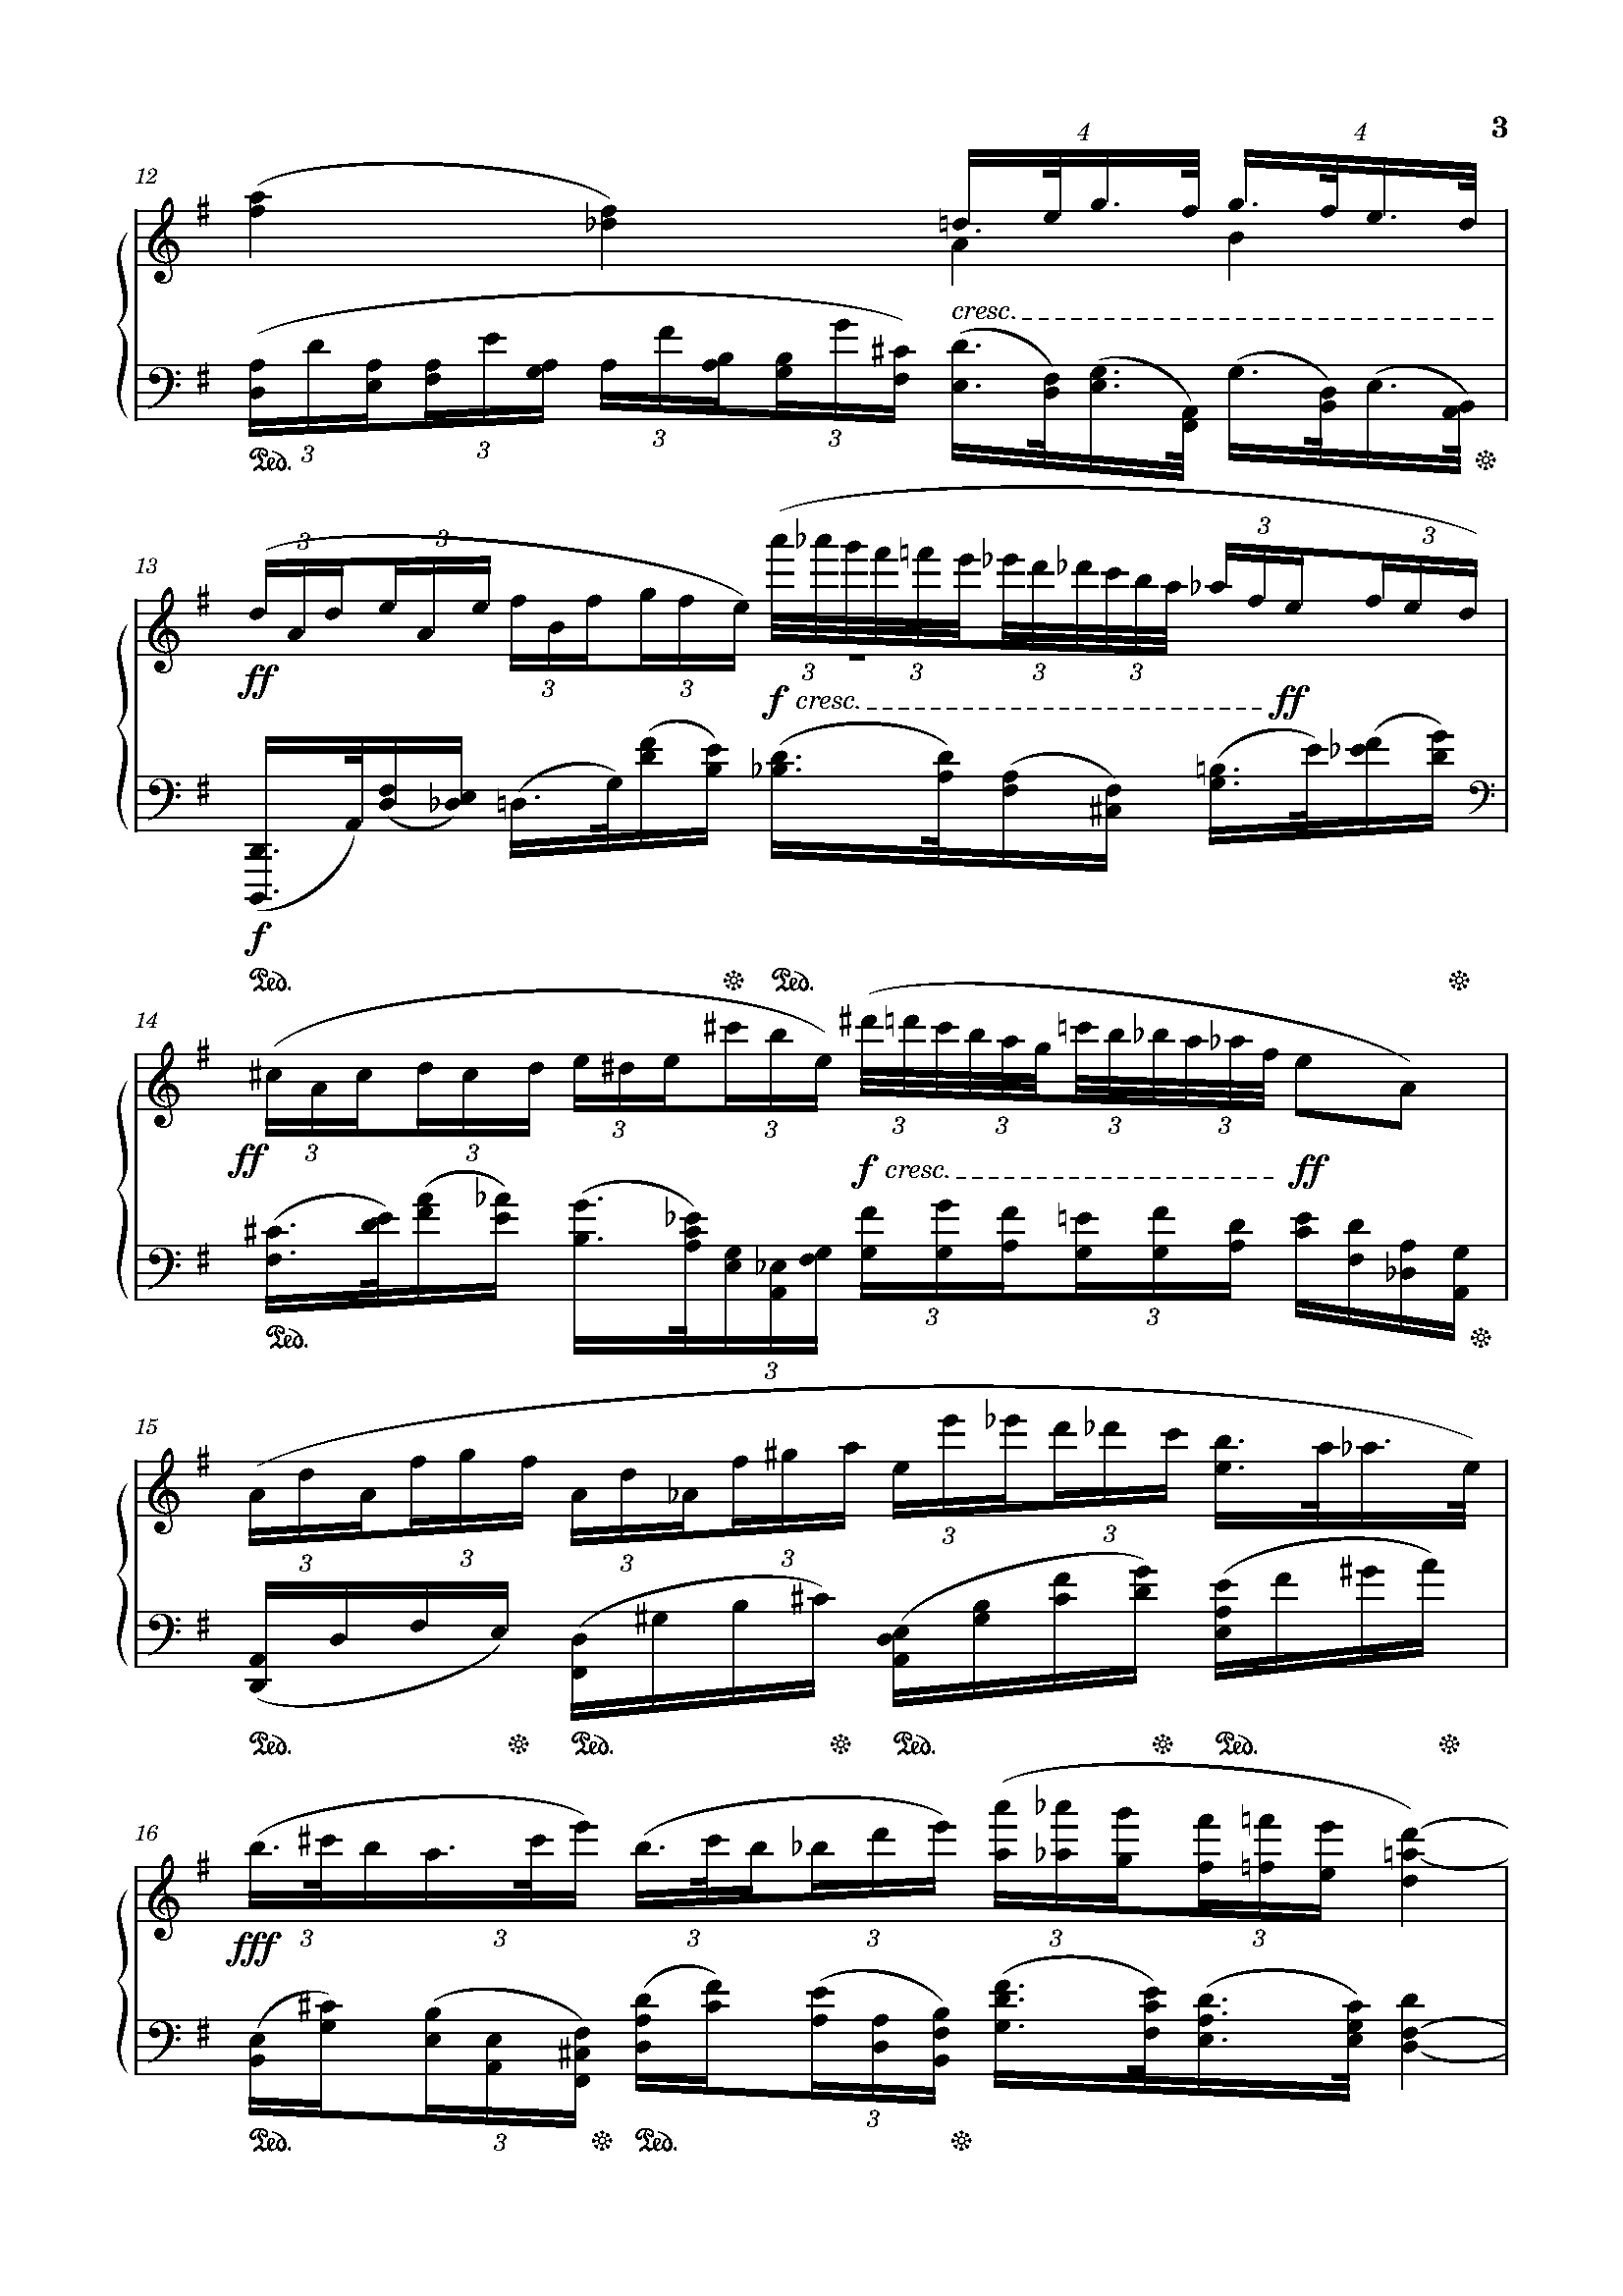 3
12
4 4
cresc.
3 3 3 3
Ped.
13
3 3 3 3
3 3 3 3 3 3
ff f cresc. ff
f
Ped. Ped.
14
3 3 3 3 3 3 3 3
ff f cresc. ff
3 3 3
Ped.
15
3 3 3 3 3 3
Ped. Ped. Ped. Ped.
16
fff 3 3 3 3 3 3
3 3
Ped. Ped.